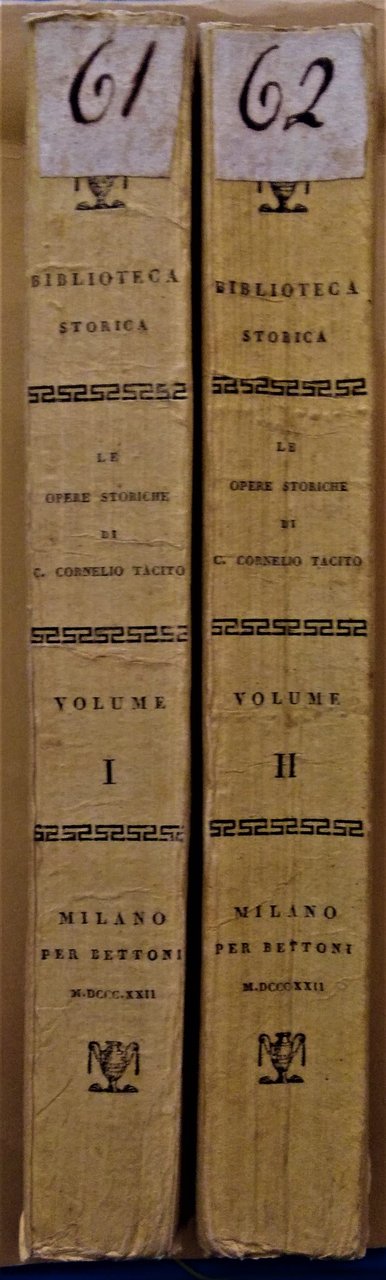 61
BIBLIOTECA
STORICA
LE
OPERE STORICHE
DI
C. CORNELIO TACITO
VOLUME
I
MILANO
PER BETTONI
M.DCCC.XXII
62
BIBLIOTECA
STORICA
LE
OPERE STORICHE
DI
C. CORNELIO TACITO
VOLUME
II
MILANO
PER BETTONI
M.DCCCXXII